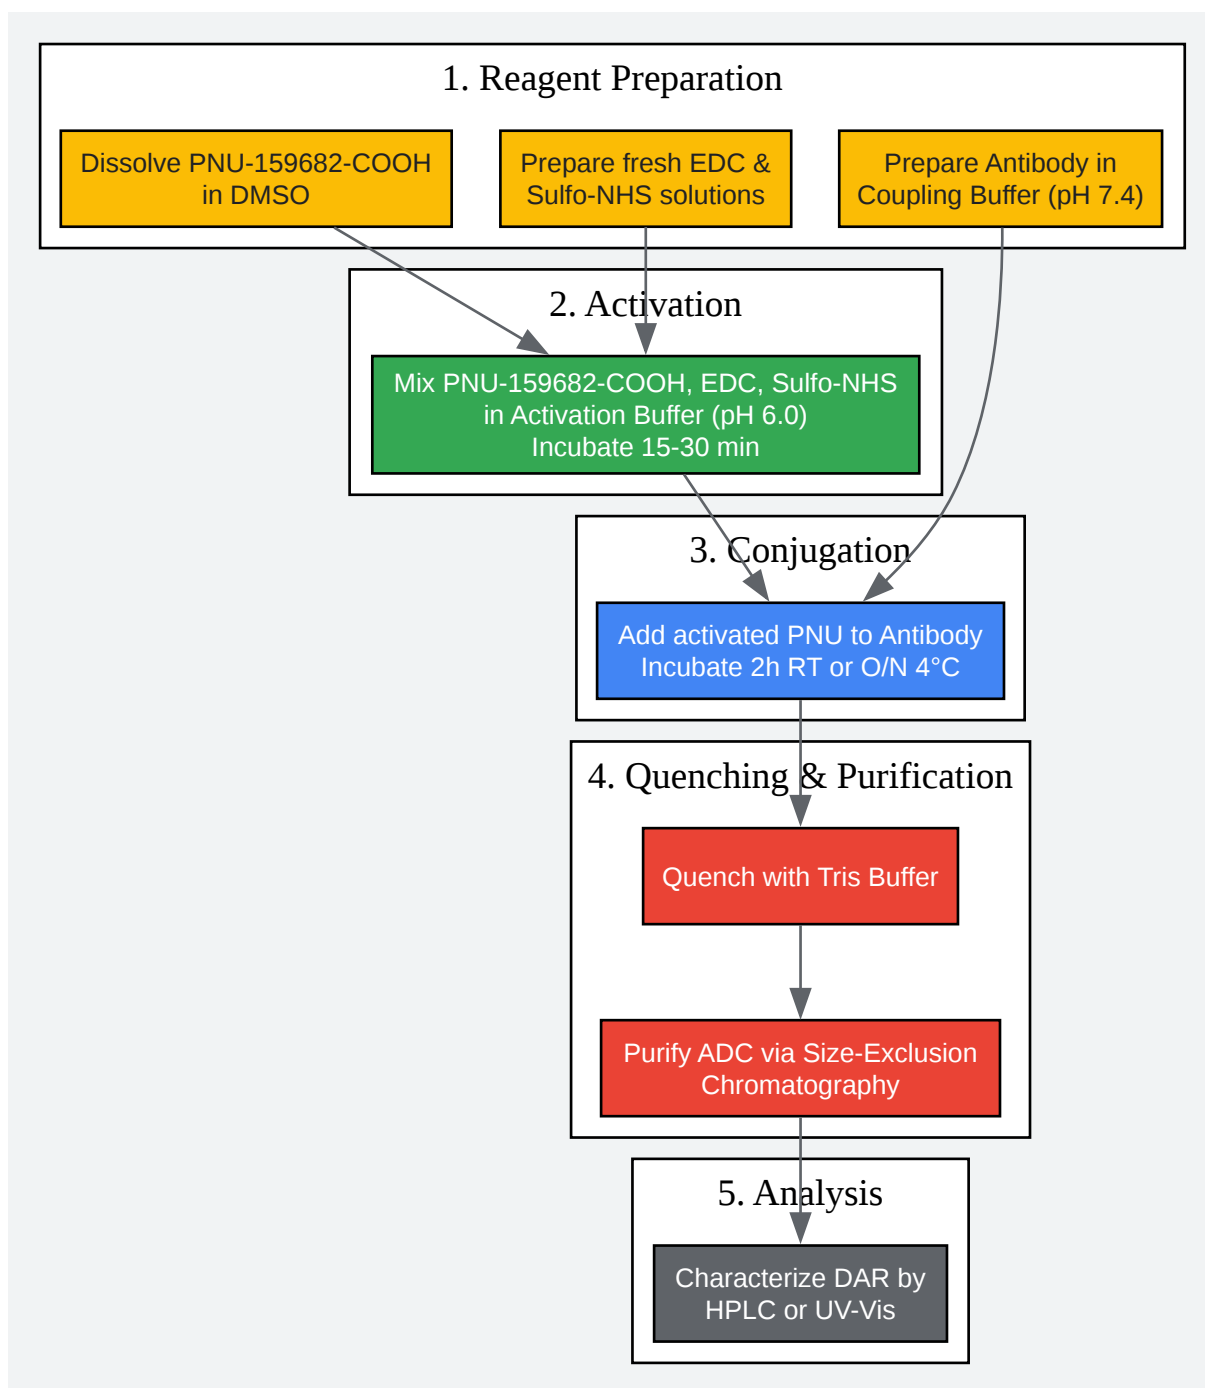 1. Reagent Preparation
Dissolve PNU-159682-COOH
in DMSO
Prepare fresh EDC &
Sulfo-NHS solutions
Prepare Antibody in
Coupling Buffer (pH 7.4)
2. Activation
Mix PNU-159682-COOH, EDC, Sulfo-NHS
in Activation Buffer (pH 6.0)
Incubate 15-30 min
3. Conjugation
Add activated PNU to Antibody
Incubate 2h RT or O/N 4°C
4. Quenching & Purification
Quench with Tris Buffer
Purify ADC via Size-Exclusion
Chromatography
5. Analysis
Characterize DAR by
HPLC or UV-Vis